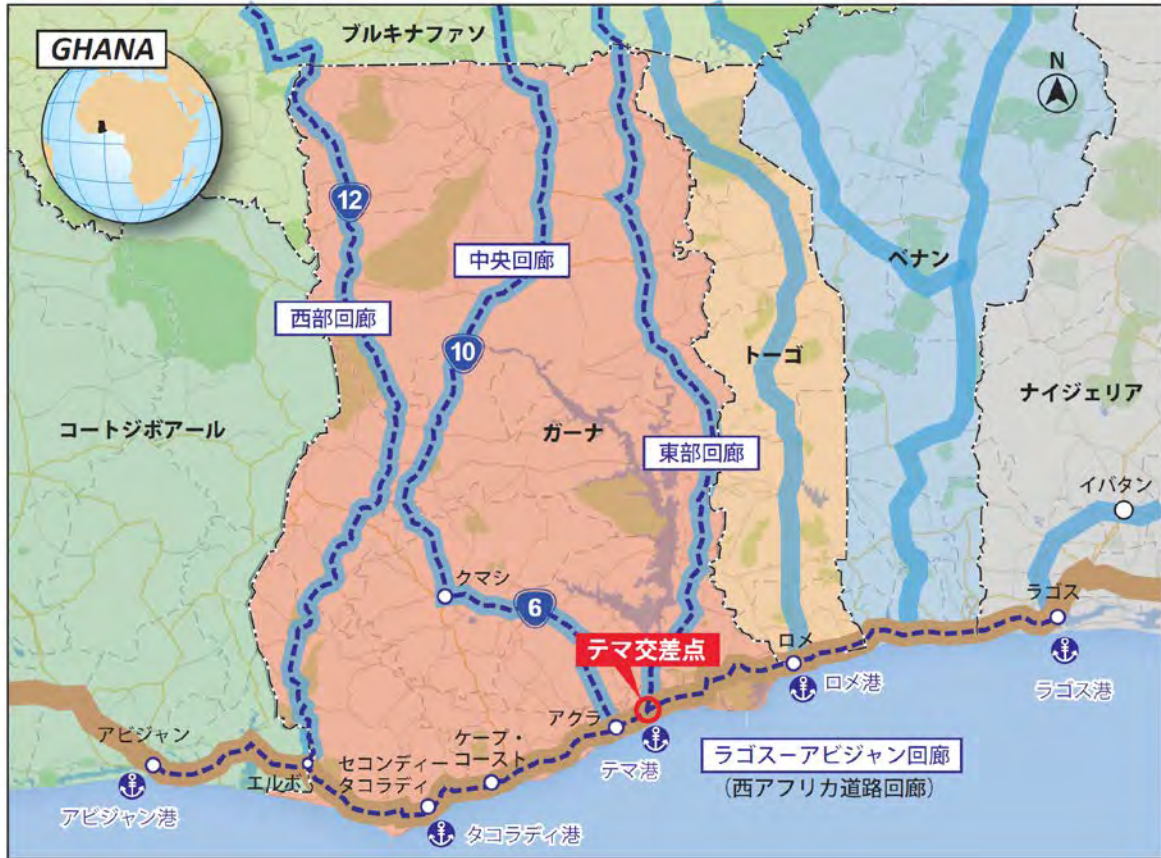 GHANA
ブルキナファソ
N
12
中央回廊
西部回廊
10
ベナン
トーゴ
ナイジェリア
コートジボアール
ガーナ
東部回廊
イバタン
クマシ
6
ラゴス
テマ交差点
ロメ
ロメ港
ラゴス港
アクラ
アビジャン
ケープ・
コースト
セコンディー
タコラディ
エルボ
テマ港
ラゴスーアビジャン回廊
(西アフリカ道路回廊)
アビジャン港
タコラディ港